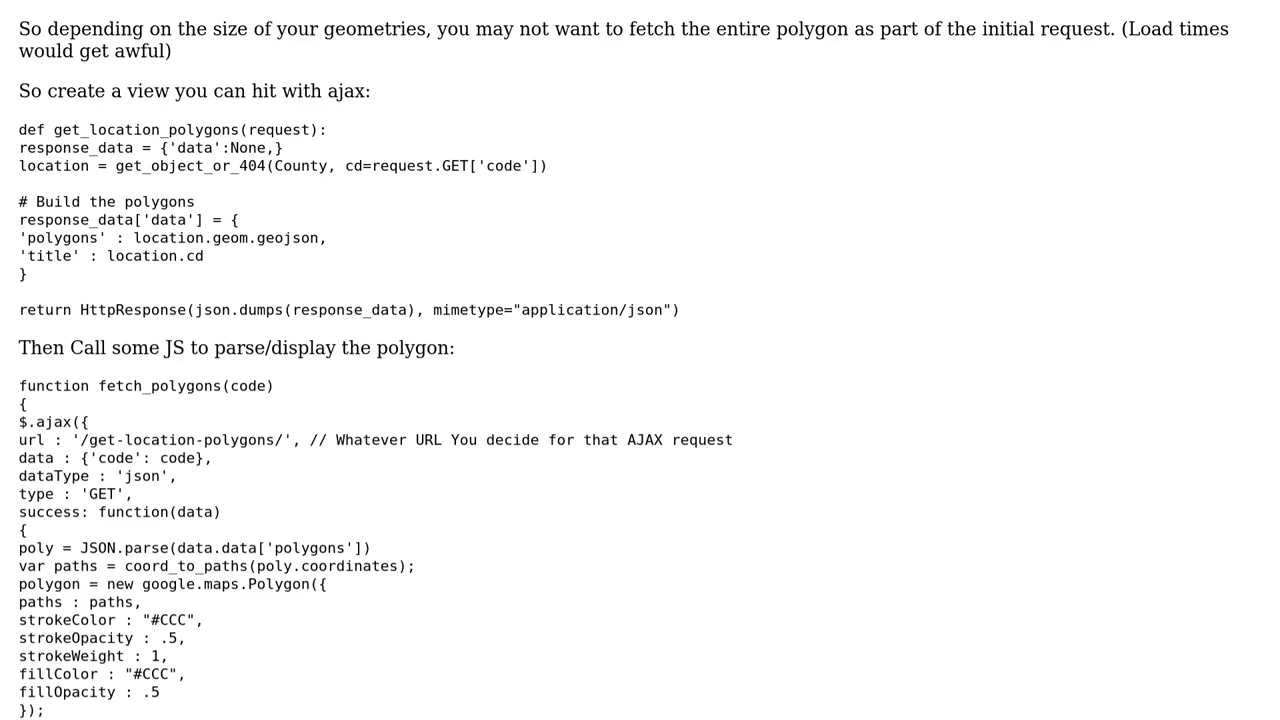 So depending on the size of your geometries, you may not want to fetch the entire polygon as part of the initial request. (Load times
would get awful)
So create a view you can hit with ajax:
def get_location_polygons(request):
response_data = {'data':None,}
location = get_object_or_404(County, cd=request.GET['code'])
# Build the polygons
response_data['data'] = {
'polygons' : location.geom.geojson,
'title' : location.cd
}
return HttpResponse(json.dumps(response_data), mimetype="application/json")
Then Call some JS to parse/display the polygon:
function fetch_polygons(code)
{
$.ajax({
url : '/get-location-polygons/', // Whatever URL You decide for that AJAX request
data : {'code': code},
dataType : 'json',
type : 'GET',
success: function(data)
{
poly = JSON.parse(data.data['polygons'])
var paths = coord_to_paths(poly.coordinates);
polygon = new google.maps.Polygon({
paths : paths,
strokeColor : "#CCC",
strokeOpacity : .5,
strokeWeight : 1,
fillColor : "#CCC",
fillOpacity : .5
});